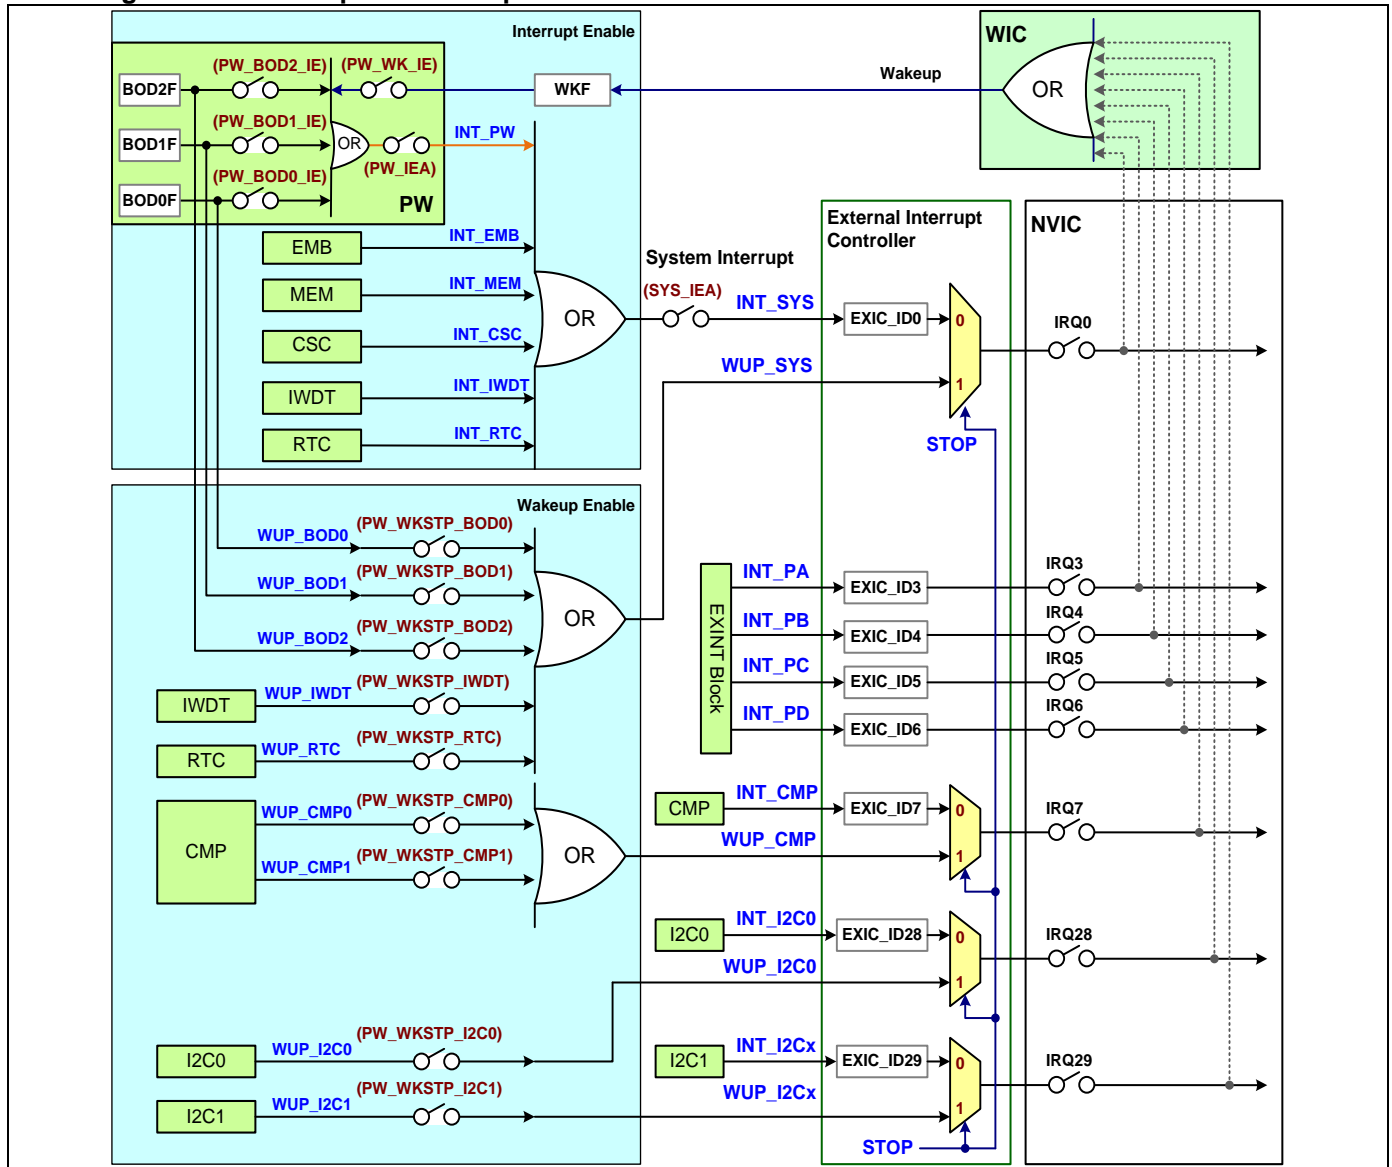 Interrupt Enable
WIC
(PW_BOD2_IE)
(PW_WK_IE)
Wakeup
BOD2F
WKF
OR
(PW_BOD1_IE)
INT_PW
BOD1F
OR
(PW_IEA)
(PW_BOD0_IE)
BOD0F
PW
External Interrupt
Controller
NVIC
EMB
INT_EMB
System Interrupt
MEM
INT_MEM
(SYS_IEA)
INT_SYS
OR
EXIC_ID0
0
IRQ0
CSC
INT_CSC
WUP_SYS
1
IWDT
INT_IWDT
RTC
INT_RTC
STOP
Wakeup Enable
WUP_BOD0
(PW_WKSTP_BOD0)
WUP_BOD1
(PW_WKSTP_BOD1)
OR
WUP_BOD2
(PW_WKSTP_BOD2)
EXINT Block
INT_PA
EXIC_ID3
IRQ3
INT_PB
EXIC_ID4
IRQ4
INT_PC
EXIC_ID5
IRQ5
INT_PD
EXIC_ID6
IRQ6
IWDT
WUP_IWDT
(PW_WKSTP_IWDT)
RTC
WUP_RTC
(PW_WKSTP_RTC)
CMP
WUP_CMP0
(PW_WKSTP_CMP0)
WUP_CMP1
(PW_WKSTP_CMP1)
OR
CMP
INT_CMP
EXIC_ID7
0
IRQ7
WUP_CMP
1
I2C0
INT_I2C0
EXIC_ID28
0
IRQ28
WUP_I2C0
1
I2C0
WUP_I2C0
(PW_WKSTP_I2C0)
I2C1
INT_I2Cx
EXIC_ID29
0
IRQ29
I2C1
WUP_I2C1
(PW_WKSTP_I2C1)
WUP_I2Cx
1
STOP